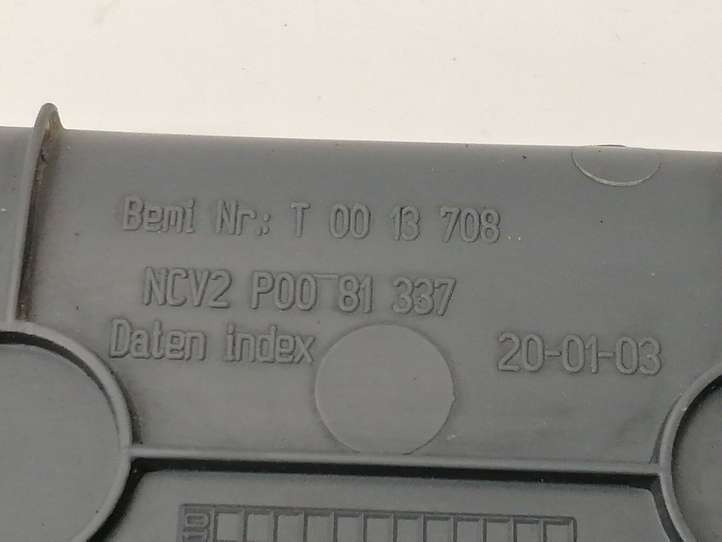 Bemi Nr.: T 00 13 708
NCV2 P00 81 337
Daten index 20-01-03